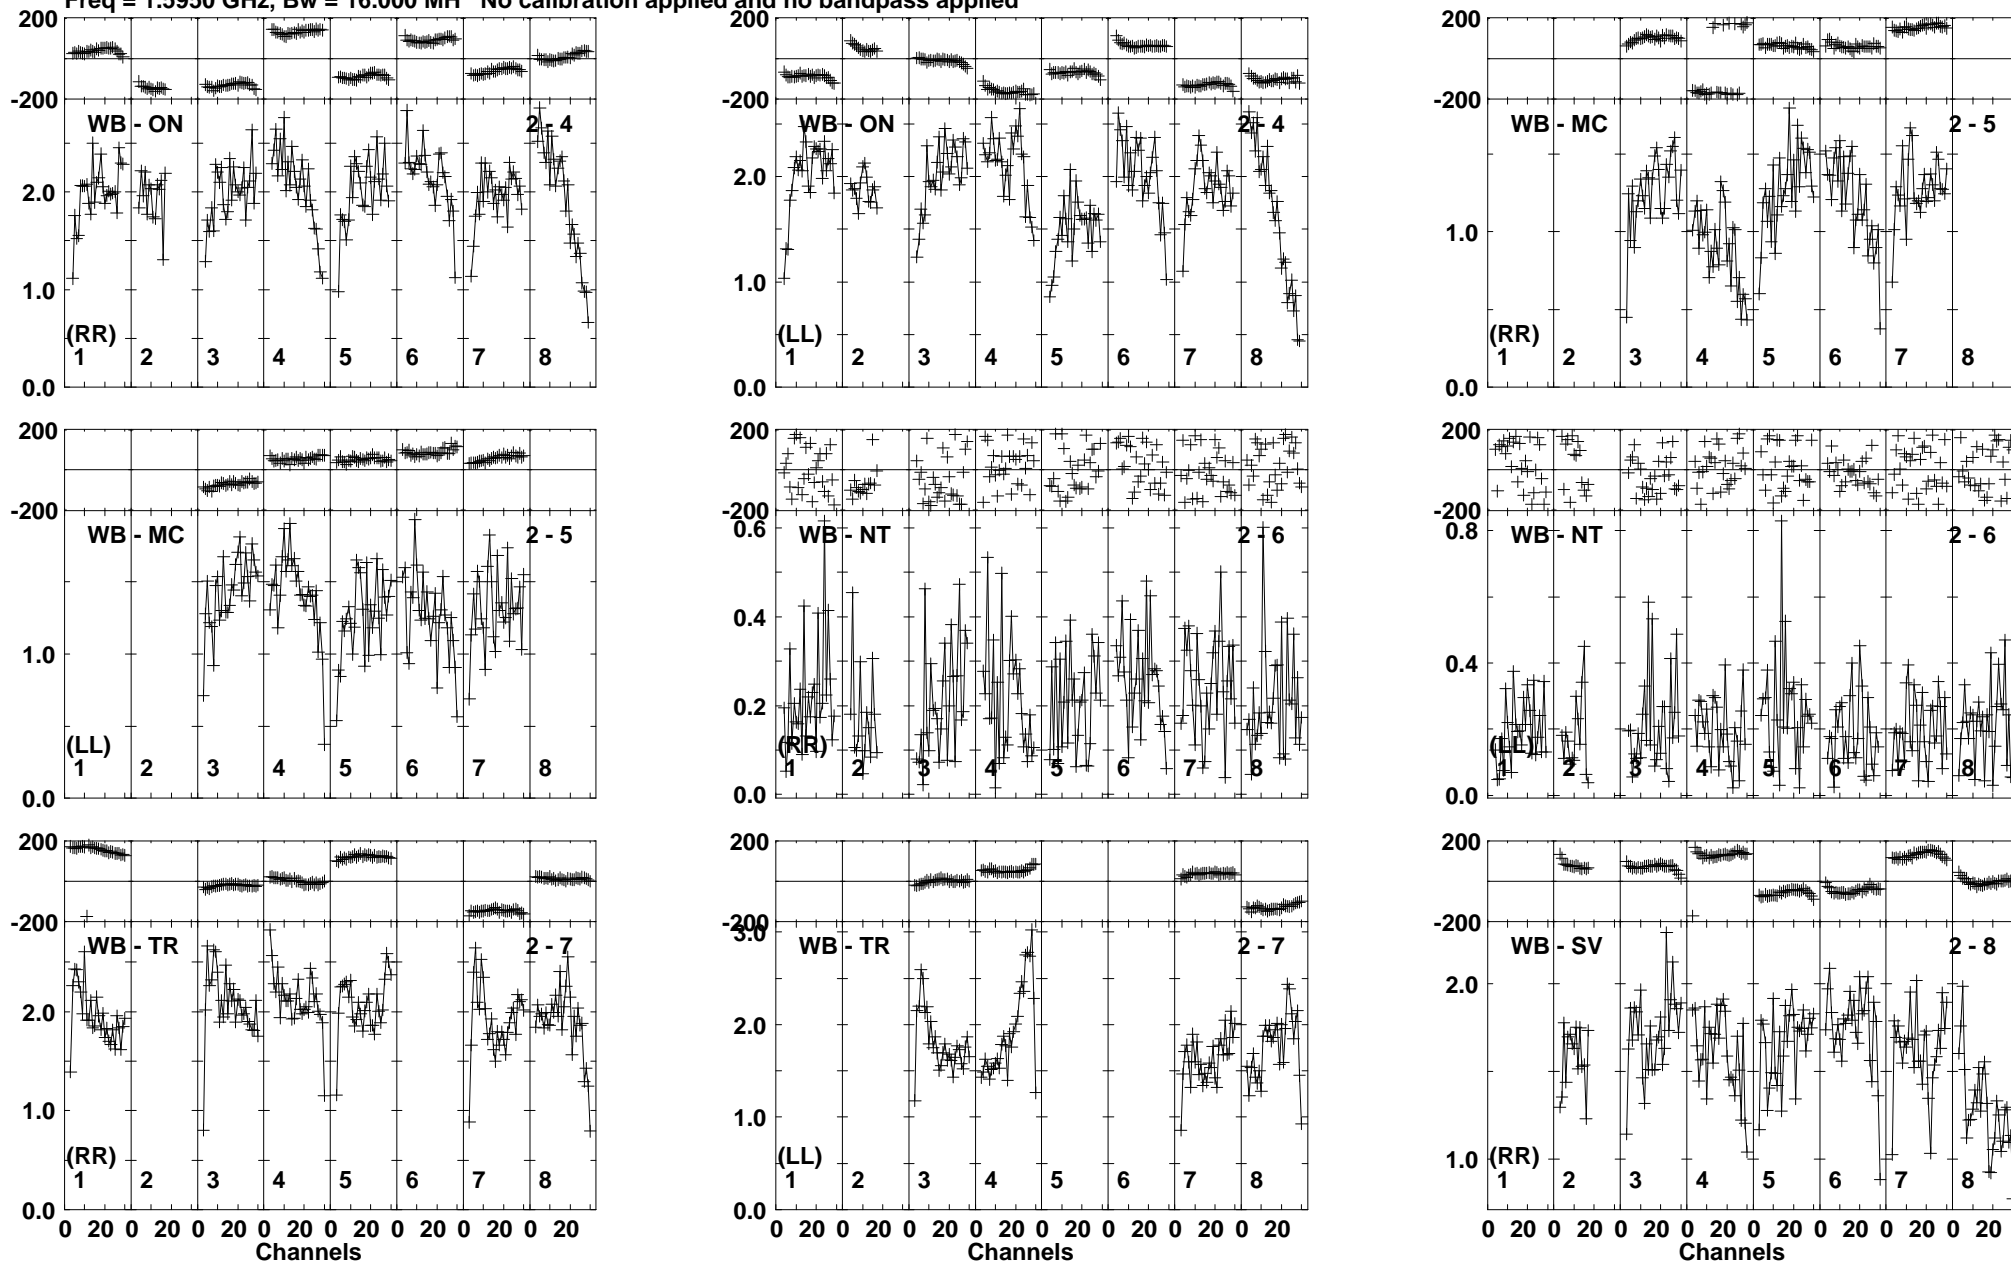 Freq = 1.5950 GHz, Bw = 16.000 MH No calibration applied and no bandpass applied
200 200 200
-200 -200 -200
WB - ON 2 - 4 WB - ON 2 - 4 WB - MC 2 - 5
2.0 2.0
1.0 1.0 1.0
(RR) (LL) (RR)
1 2 3 4 5 6 7 8 1 2 3 4 5 6 7 8 1 2 3 4 5 6 7 8
0.0 0.0 0.0
200 200 200
-200 -200 -200
WB - MC 2 - 5 WB - NT 2 - 6 WB - NT 2 - 6
0.6 0.8
1.0 0.4 0.4
0.2
(LL) (RR) (LL)
1 2 3 4 5 6 7 8 1 2 3 4 5 6 7 8 1 2 3 4 5 6 7 8
0.0 0.0 0.0
200 200 200
-200 -200 -200
3.0
WB - TR 2 - 7 WB - TR 2 - 7 WB - SV 2 - 8
2.0 2.0 2.0
1.0 1.0 1.0
(RR) (LL) (RR)
1 2 3 4 5 6 7 8 1 2 3 4 5 6 7 8 1 2 3 4 5 6 7 8
0.0 0.0
0 20 0 20 0 20 0 20 0 20 0 20 0 20 0 20 0 20 0 20 0 20 0 20 0 20 0 20 0 20 0 20 0 20 0 20 0 20 0 20 0 20 0 20 0 20 0 20
Channels Channels Channels